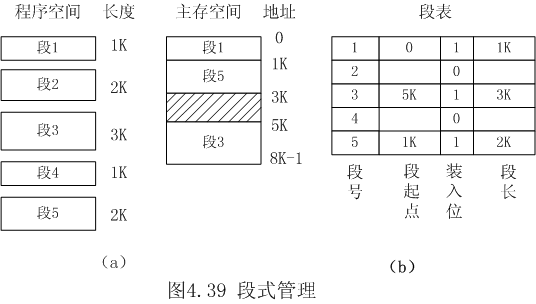 程序空间 长度 主存空间 地址 段表
段1 1K 段1 0 1 0 1 1K
段2 2K 段5 1K 2 0
3K 3 5K 1 3K
段3 3K 5K 4 0
段3 5 1K 1 2K
段4 1K 8K-1
段5 2K
段号 段起点 装入位 段长
(a) (b)
图4.39 段式管理